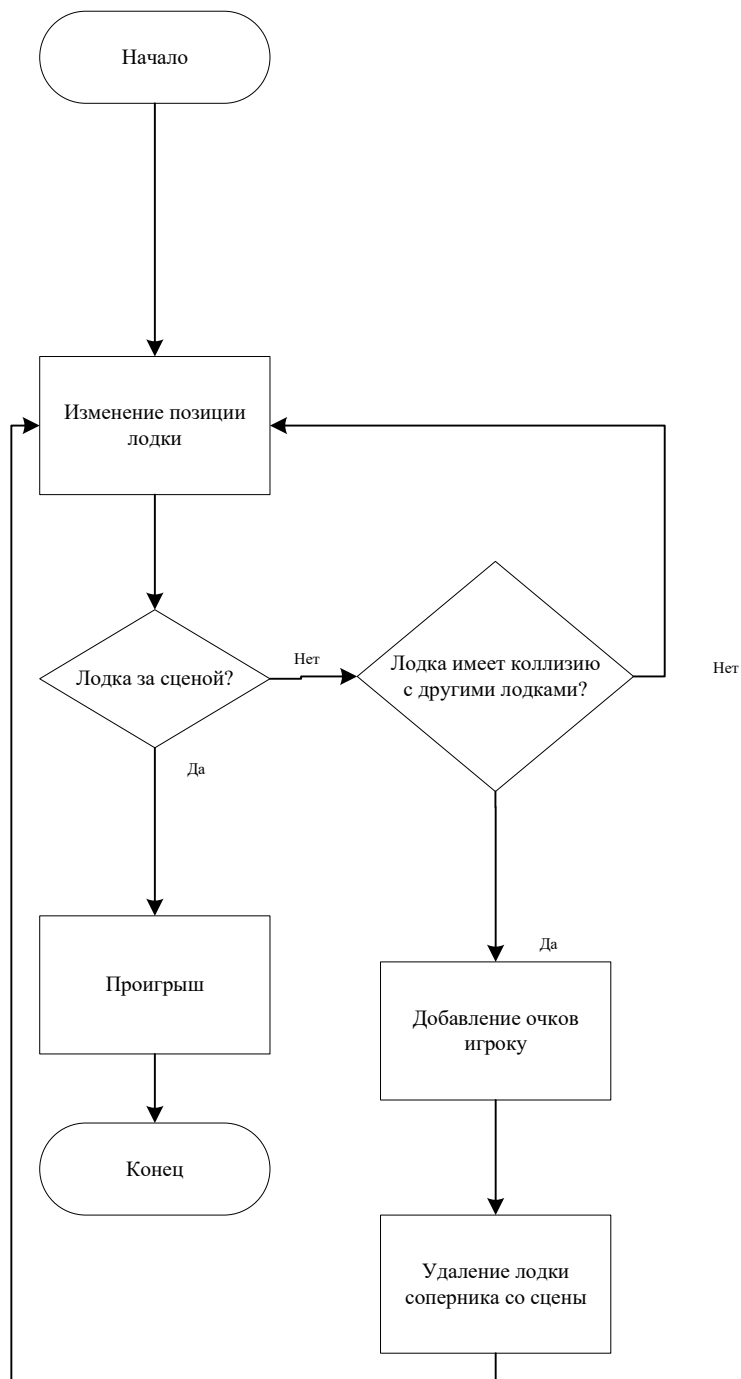 Начало
Изменение позиции
лодки
Лодка за сценой?
Нет
Лодка имеет коллизию
с другими лодками?
Нет
Да
Да
Проигрыш
Добавление очков
игроку
Конец
Удаление лодки
соперника со сцены